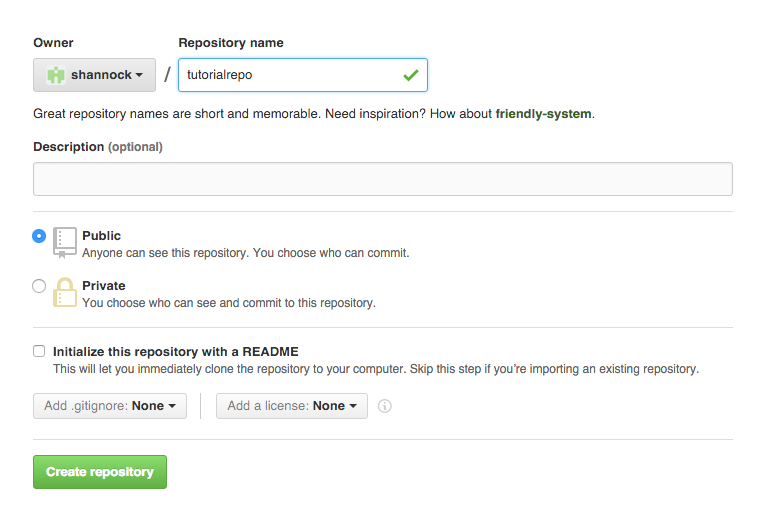 Owner
Repository name
shannock / tutorialrepo
Great repository names are short and memorable. Need inspiration? How about friendly-system.
Description (optional)
Public
Anyone can see this repository. You choose who can commit.
Private
You choose who can see and commit to this repository.
Initialize this repository with a README
This will let you immediately clone the repository to your computer. Skip this step if you're importing an existing repository.
Add .gitignore: None
Add a license: None
Create repository